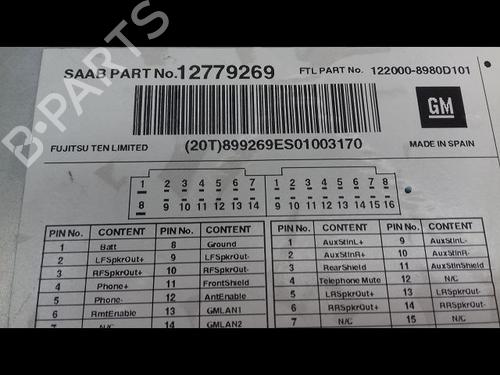 B-PARTS
SAAB PART No.12779269 FTL PART No. 122000-8980D101
GM
FUJITSU TEN LIMITED (20T)899269ES01003170 MADE IN SPAIN
1 2 3 4 5 6 7 1 2 3 4 5 6 7 8
8 9 10 11 12 13 14 9 10 11 12 13 14 15 16
PIN No. CONTENT PIN No. CONTENT PIN No. CONTENT PIN No. CONTENT
1 Batt 8 Ground 1 AuxStInL+ 9 AuxStInL-
2 LFSpkrOut+ 9 LFSpkrOut- 2 AuxStInR+ 10 AuxStInR-
3 RFSpkrOut+ 10 RFSpkrOut- 3 RearShield 11 AuxStInShield
4 Phone+ 11 FrontShield 4 Telephone Mute 12 N/C
5 Phone- 12 AntEnable 5 LRSpkrOut+ 13 LRSpkrOut-
6 RmtEnable 13 GMLAN1 6 RRSpkrOut+ 14 RRSpkrOut-
7 N/C 14 GMLAN2 7 N/C 15 N/C